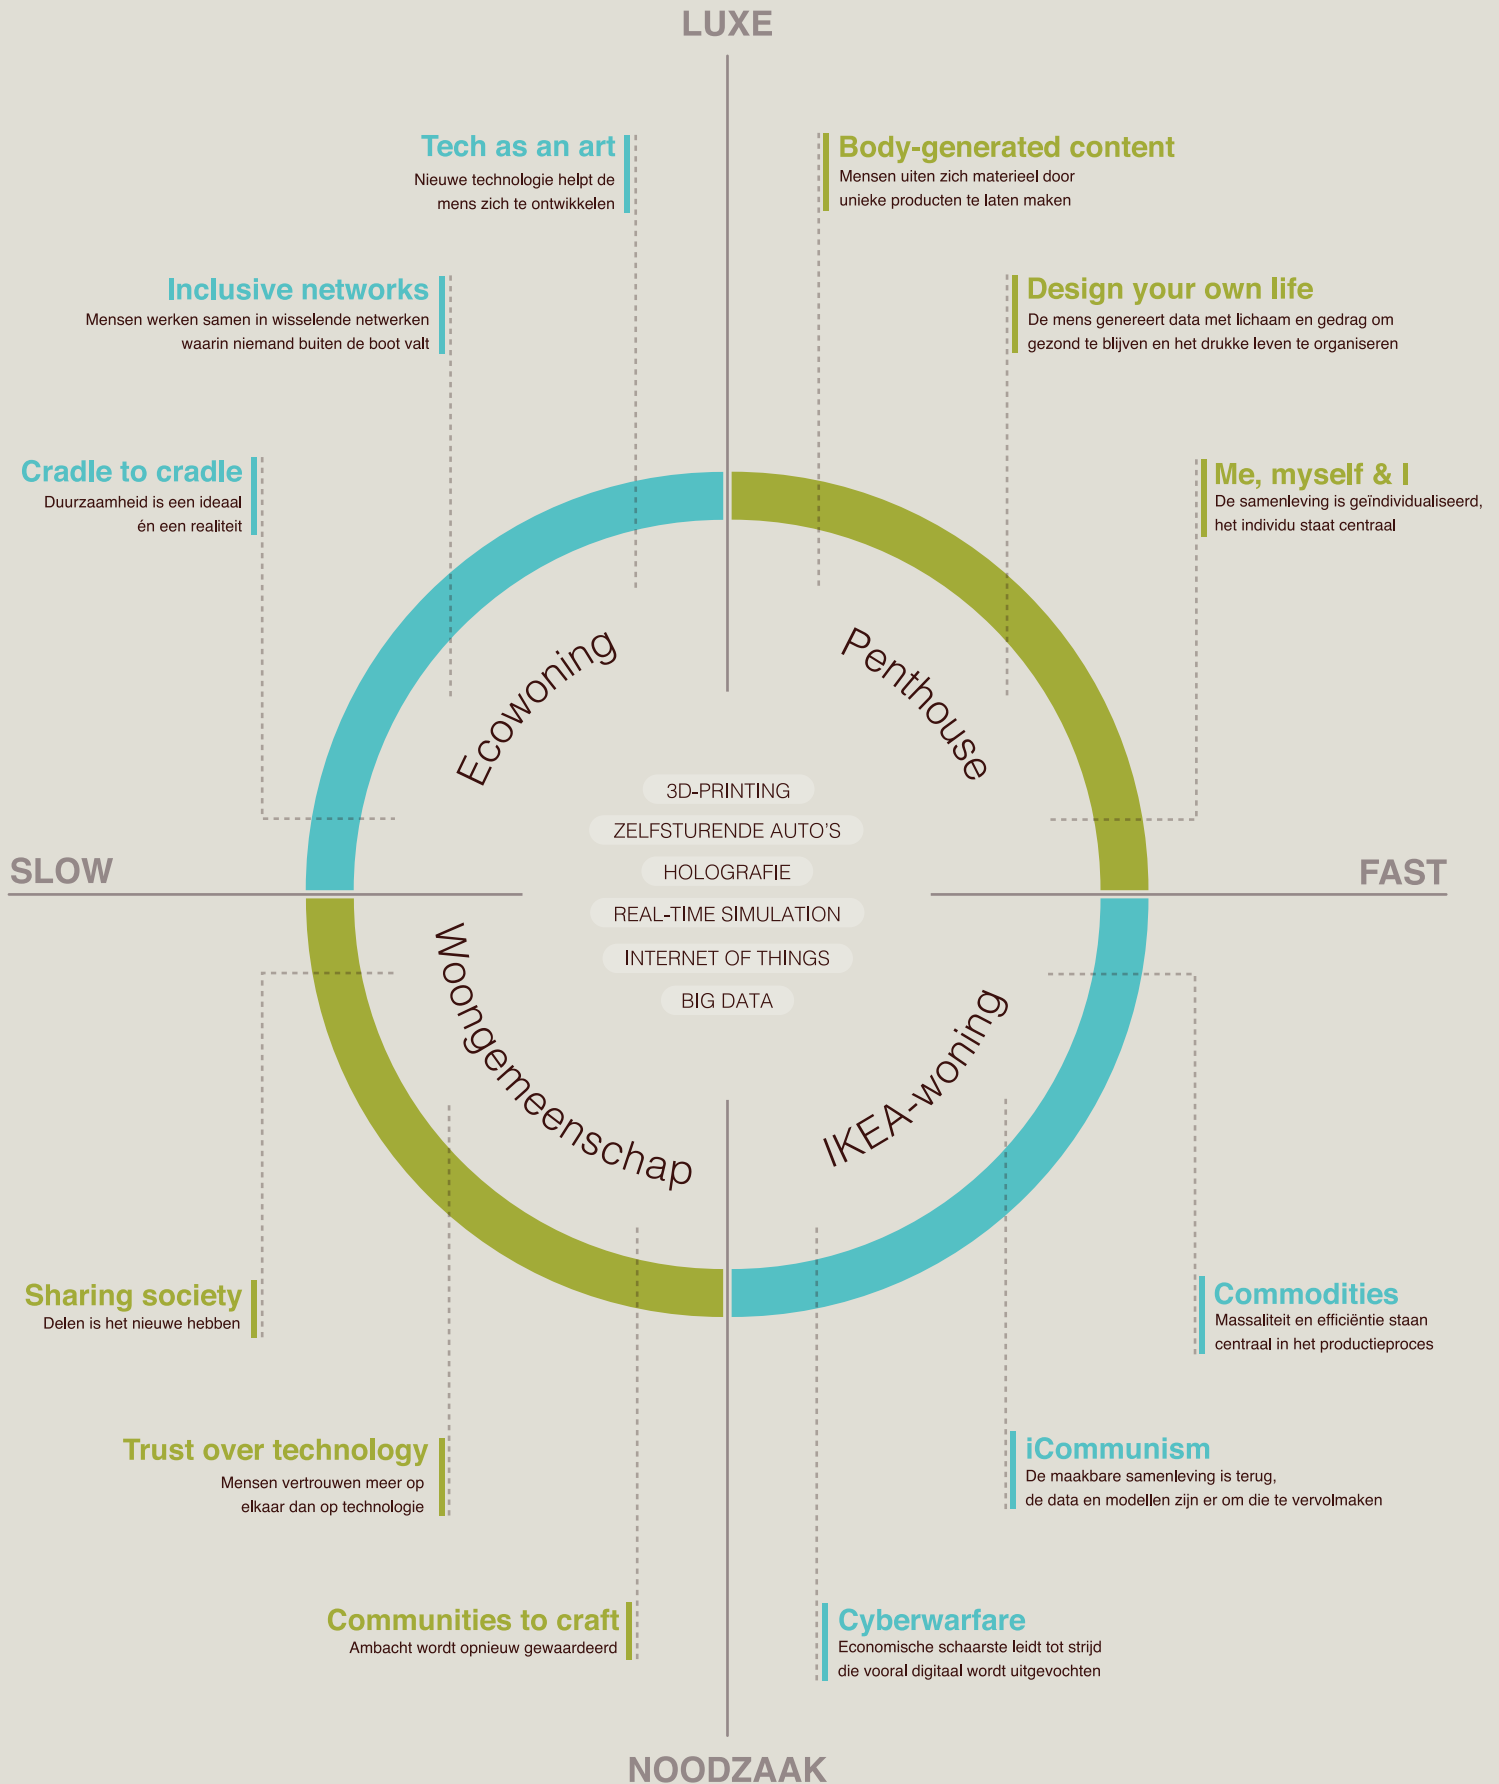 LUXE
Tech as an art
Nieuwe technologie helpt de
mens zich te ontwikkelen
Body-generated content
Mensen uiten zich materieel door
unieke producten te laten maken
Inclusive networks
Mensen werken samen in wisselende netwerken
waarin niemand buiten de boot valt
Design your own life
De mens genereert data met lichaam en gedrag om
gezond te blijven en het drukke leven te organiseren
Cradle to cradle
Duurzaamheid is een ideaal
én een realiteit
Me, myself & I
De samenleving is geïndividualiseerd,
het individu staat centraal
Ecowoning
Penthouse
3D-PRINTING
ZELFSTURENDE AUTO'S
HOLOGRAFIE
REAL-TIME SIMULATION
INTERNET OF THINGS
BIG DATA
SLOW
FAST
Woongemeenschap
IKEA-woning
Sharing society
Delen is het nieuwe hebben
Commodities
Massaliteit en efficiëntie staan
centraal in het productieproces
Trust over technology
Mensen vertrouwen meer op
elkaar dan op technologie
iCommunism
De maakbare samenleving is terug,
de data en modellen zijn er om die te vervolmaken
Communities to craft
Ambacht wordt opnieuw gewaardeerd
Cyberwarfare
Economische schaarste leidt tot strijd
die vooral digitaal wordt uitgevochten
NOODZAAK